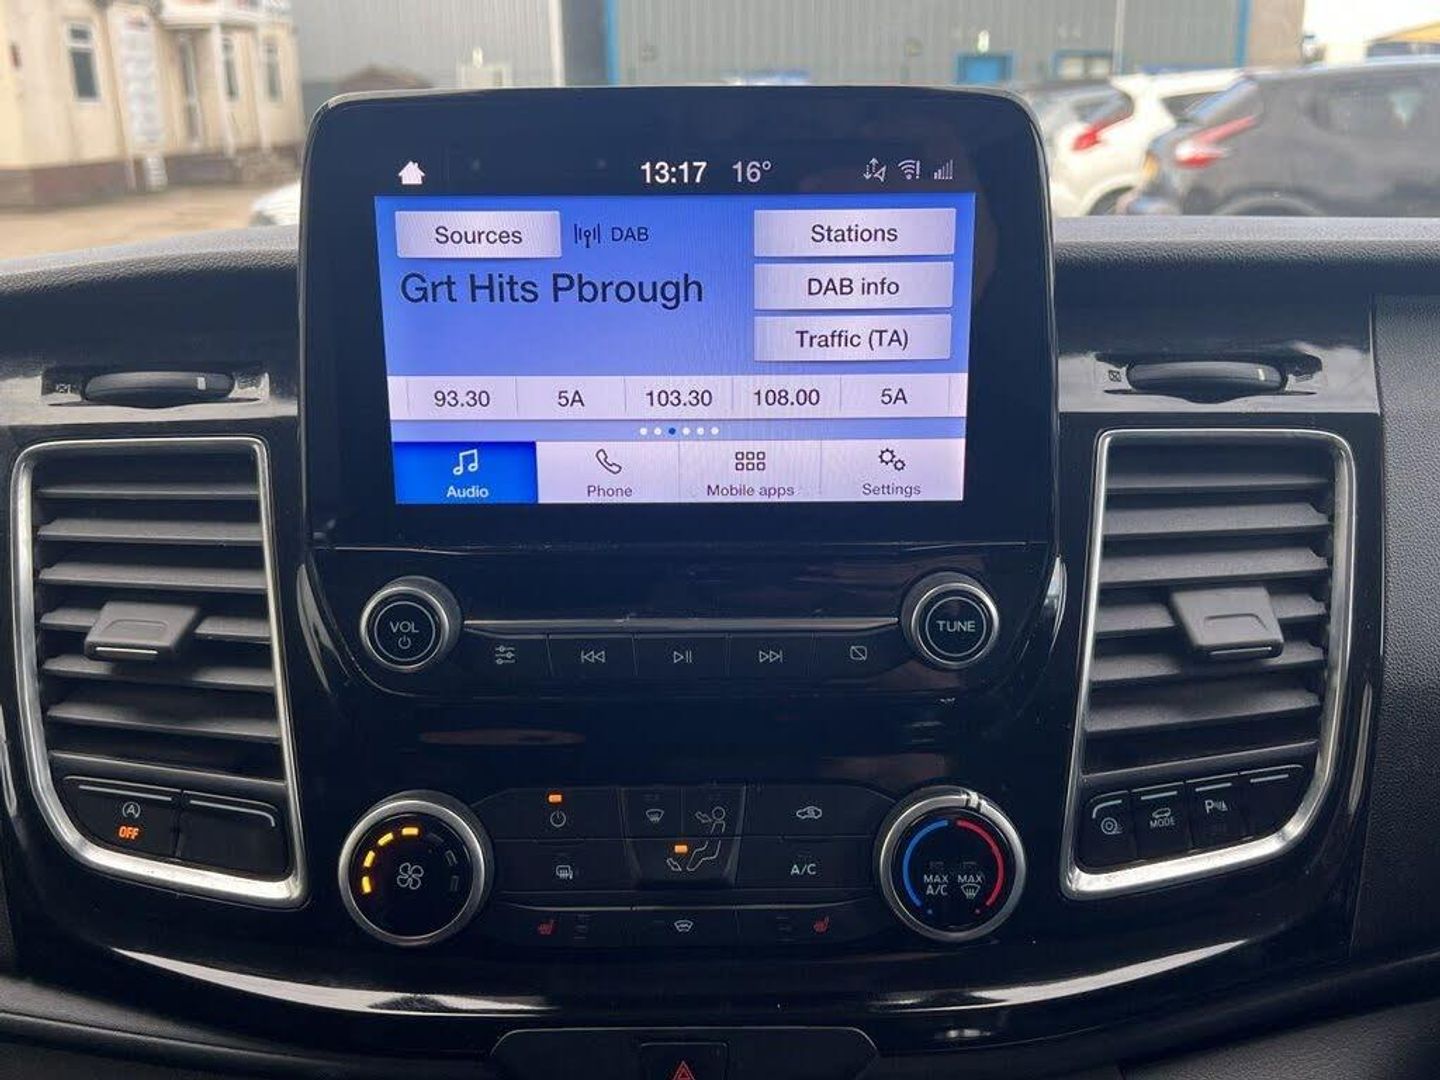 13:17 16°
Sources DAB Stations
Grt Hits Pbrough DAB info
Traffic (TA)
93.30 5A 103.30 108.00 5A
Audio Phone Mobile apps Settings
VOL TUNE
A
OFF
MODE P
A/C
MAX A/C MAX